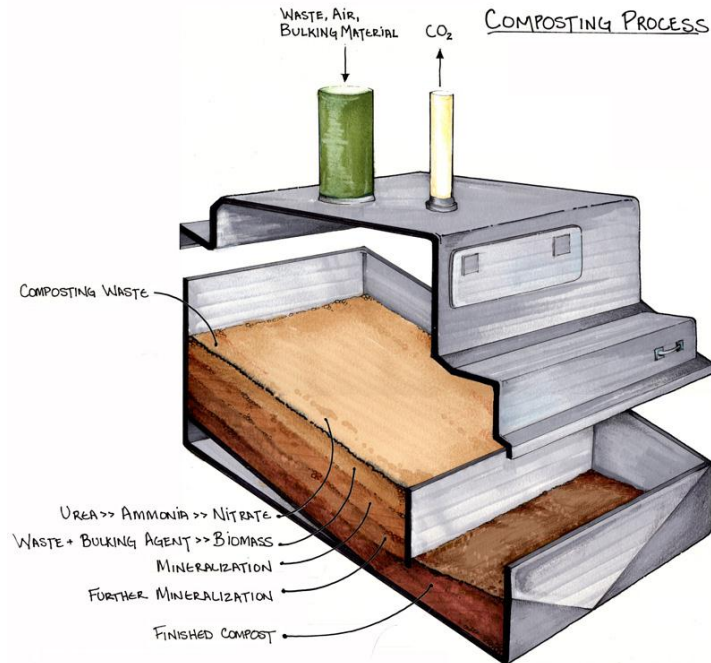 WASTE, AIR,
BULKING MATERIAL
CO₂
COMPOSTING PROCESS
COMPOSTING WASTE
UREA>> AMMONIA>> NITRATE
WASTE + BULKING AGENT>> BIOMASS
MINERALIZATION
FURTHER MINERALIZATION
FINISHED COMPOST